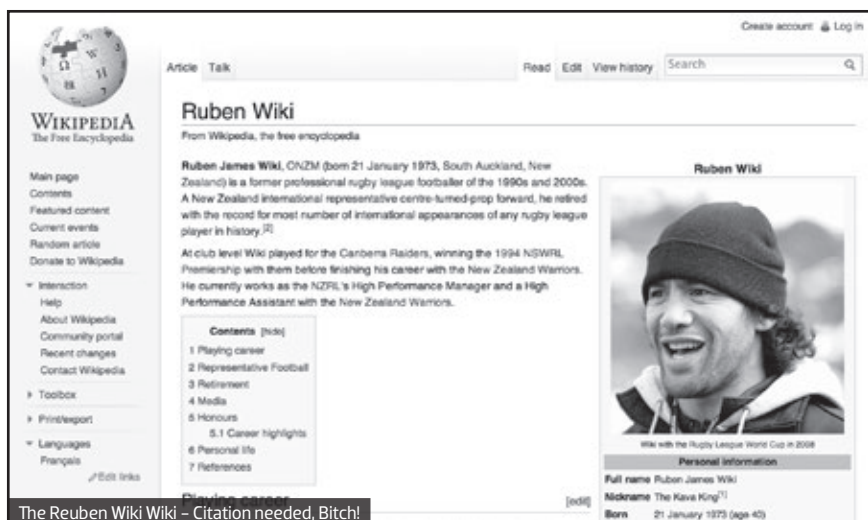 Create account Log in
Article Talk
Read Edit View history Search
WIKIPEDIA
The Free Encyclopedia
Main page
Contents
Featured content
Current events
Random article
Donate to Wikipedia
Interaction
Help
About Wikipedia
Community portal
Recent changes
Contact Wikipedia
Toolbox
Print/export
Languages
Français
Edit links
Ruben Wiki
From Wikipedia, the free encyclopedia
Ruben James Wiki, ONZM (born 21 January 1973, South Auckland, New
Zealand) is a former professional rugby league footballer of the 1990s and 2000s.
A New Zealand international representative centre-turned-prop forward, he retired
with the record for most number of international appearances of any rugby league
player in history.[2]
At club level Wiki played for the Canberra Raiders, winning the 1994 NSWRL
Premiership with them before finishing his career with the New Zealand Warriors.
He currently works as the NZRL's High Performance Manager and a High
Performance Assistant with the New Zealand Warriors.
Contents [hide]
1 Playing career
2 Representative Football
3 Retirement
4 Media
5 Honours
5.1 Career highlights
6 Personal life
7 References
Playing career [edit]
Ruben Wiki
Wiki with the Rugby League World Cup in 2008
Personal information
Full name Ruben James Wiki
Nickname The Kava King[1]
Born 21 January 1973 (age 40)
The Reuben Wiki Wiki – Citation needed, Bitch!